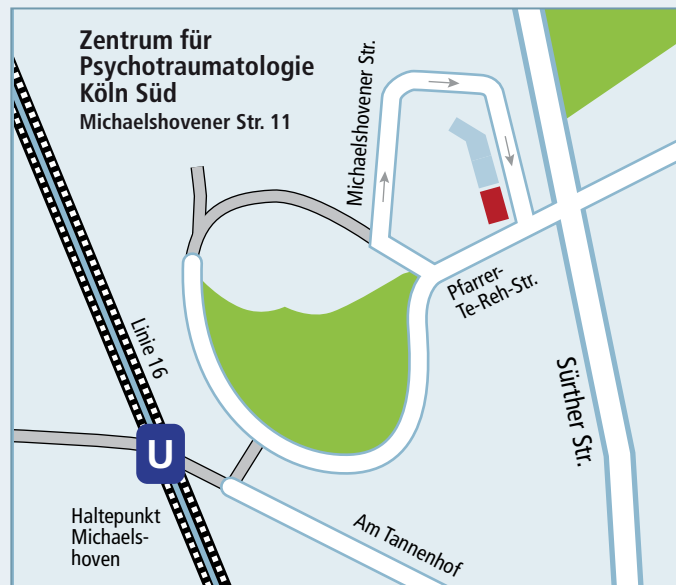 Zentrum für
Psychotraumatologie
Köln Süd
Michaelshovener Str. 11
Michaelshovener Str.
Pfarrer-
Te-Reh-Str.
Linie 16
Sürther Str.
U
Haltepunkt
Michaels-
hoven
Am Tannenhof